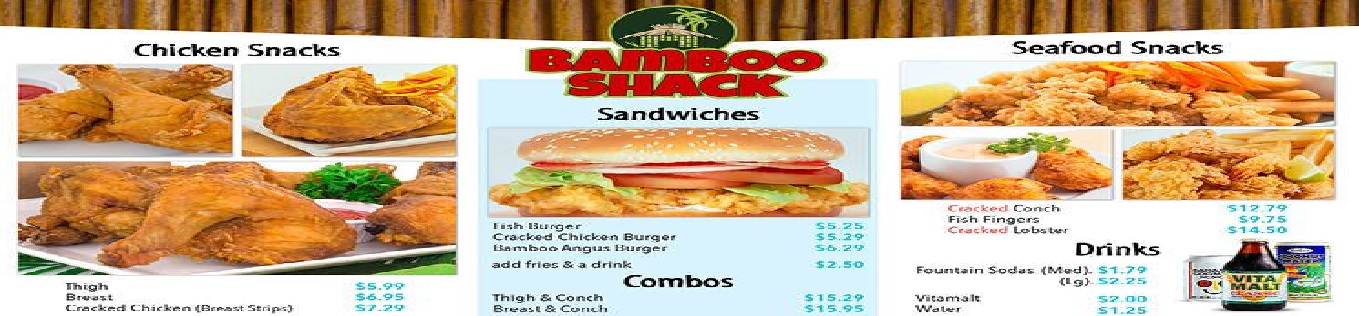 Chicken Snacks
Thigh $5.99
Breast $6.95
Cracked Chicken (Breast Strips) $7.29
BAMBOO
SHACK
Sandwiches
Fish Burger $5.25
Cracked Chicken Burger $5.29
Bamboo Angus Burger $6.29
add fries & a drink $2.50
Combos
Thigh & Conch $15.29
Breast & Conch $15.95
Seafood Snacks
Cracked Conch $12.79
Fish Fingers $9.75
Cracked Lobster $14.50
Drinks
Fountain Sodas (Med). $1.79
(Lg). $2.25
Vitamalt $2.00
Water $1.25
VITA
MALT
CLASSIC